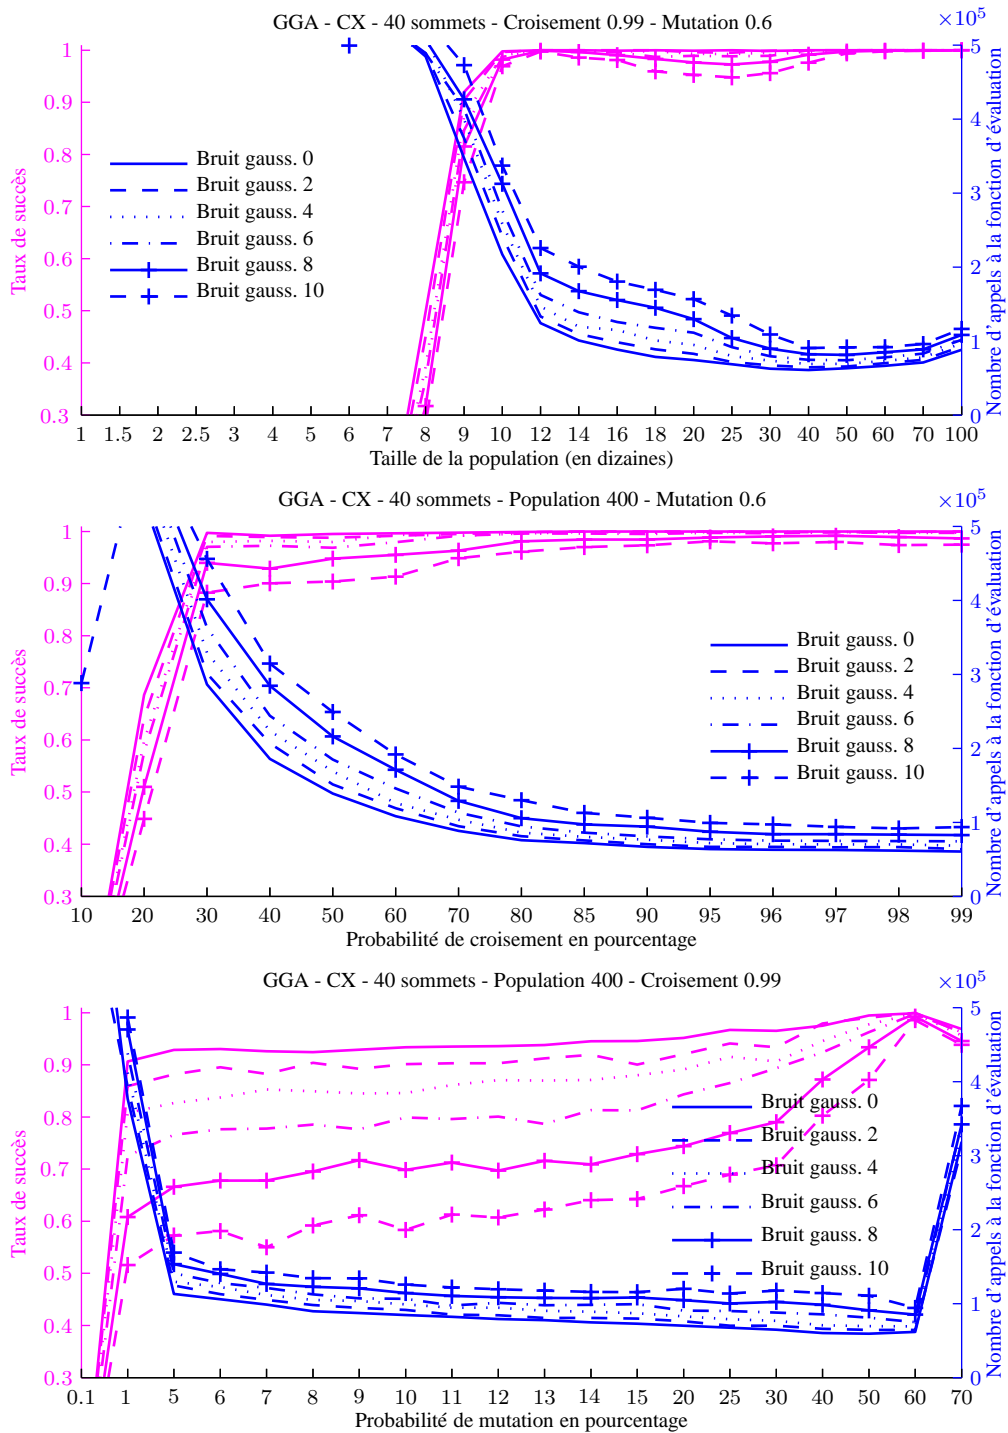 GGA - CX - 40 sommets - Croisement 0.99 - Mutation 0.6
×10⁵
1
0.9
0.8
0.7
0.6
0.5
0.4
0.3
Taux de succès
5
4
3
2
1
0
Nombre d'appels à la fonction d'évaluation
Bruit gauss. 0
Bruit gauss. 2
Bruit gauss. 4
Bruit gauss. 6
Bruit gauss. 8
Bruit gauss. 10
1 1.5 2 2.5 3 4 5 6 7 8 9 10 12 14 16 18 20 25 30 40 50 60 70 100
Taille de la population (en dizaines)
GGA - CX - 40 sommets - Population 400 - Mutation 0.6
×10⁵
1
0.9
0.8
0.7
0.6
0.5
0.4
0.3
Taux de succès
5
4
3
2
1
0
Nombre d'appels à la fonction d'évaluation
Bruit gauss. 0
Bruit gauss. 2
Bruit gauss. 4
Bruit gauss. 6
Bruit gauss. 8
Bruit gauss. 10
10 20 30 40 50 60 70 80 85 90 95 96 97 98 99
Probabilité de croisement en pourcentage
GGA - CX - 40 sommets - Population 400 - Croisement 0.99
×10⁵
1
0.9
0.8
0.7
0.6
0.5
0.4
0.3
Taux de succès
5
4
3
2
1
0
Nombre d'appels à la fonction d'évaluation
Bruit gauss. 0
Bruit gauss. 2
Bruit gauss. 4
Bruit gauss. 6
Bruit gauss. 8
Bruit gauss. 10
0.1 1 5 6 7 8 9 10 11 12 13 14 15 20 25 30 40 50 60 70
Probabilité de mutation en pourcentage